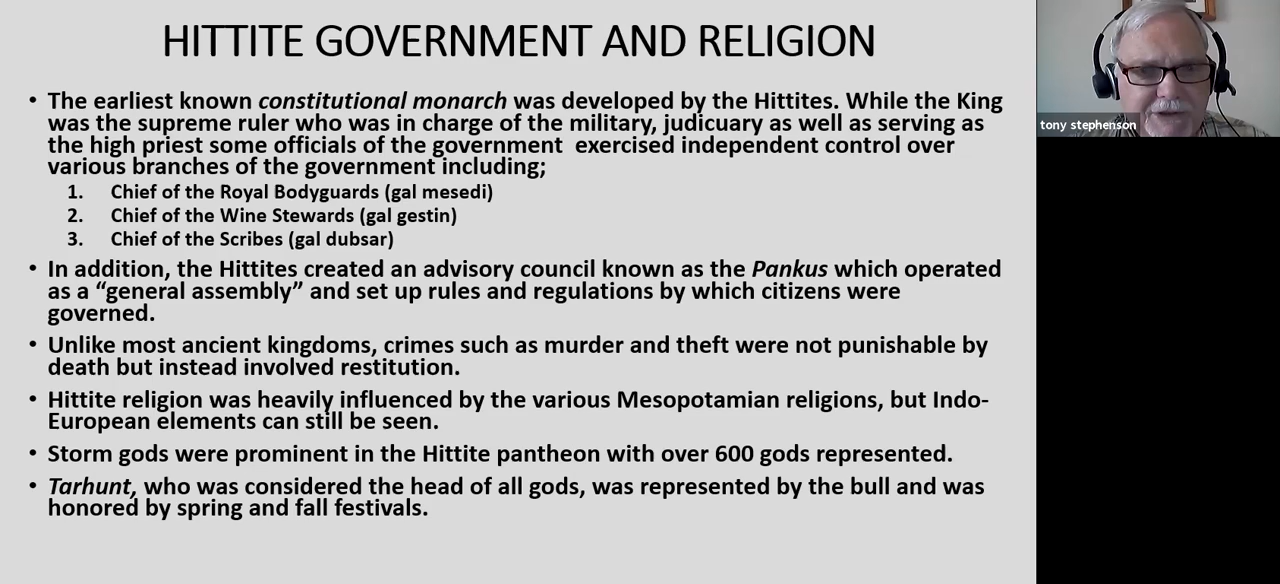 HITTITE GOVERNMENT AND RELIGION
• The earliest known constitutional monarch was developed by the Hittites. While the King
was the supreme ruler who was in charge of the military, judicuary as well as serving as
the high priest some officials of the government  exercised independent control over
various branches of the government including;
1. Chief of the Royal Bodyguards (gal mesedi)
2. Chief of the Wine Stewards (gal gestin)
3. Chief of the Scribes (gal dubsar)
• In addition, the Hittites created an advisory council known as the Pankus which operated
as a “general assembly” and set up rules and regulations by which citizens were
governed.
• Unlike most ancient kingdoms, crimes such as murder and theft were not punishable by
death but instead involved restitution.
• Hittite religion was heavily influenced by the various Mesopotamian religions, but Indo-
European elements can still be seen.
• Storm gods were prominent in the Hittite pantheon with over 600 gods represented.
• Tarhunt, who was considered the head of all gods, was represented by the bull and was
honored by spring and fall festivals.
tony stephenson